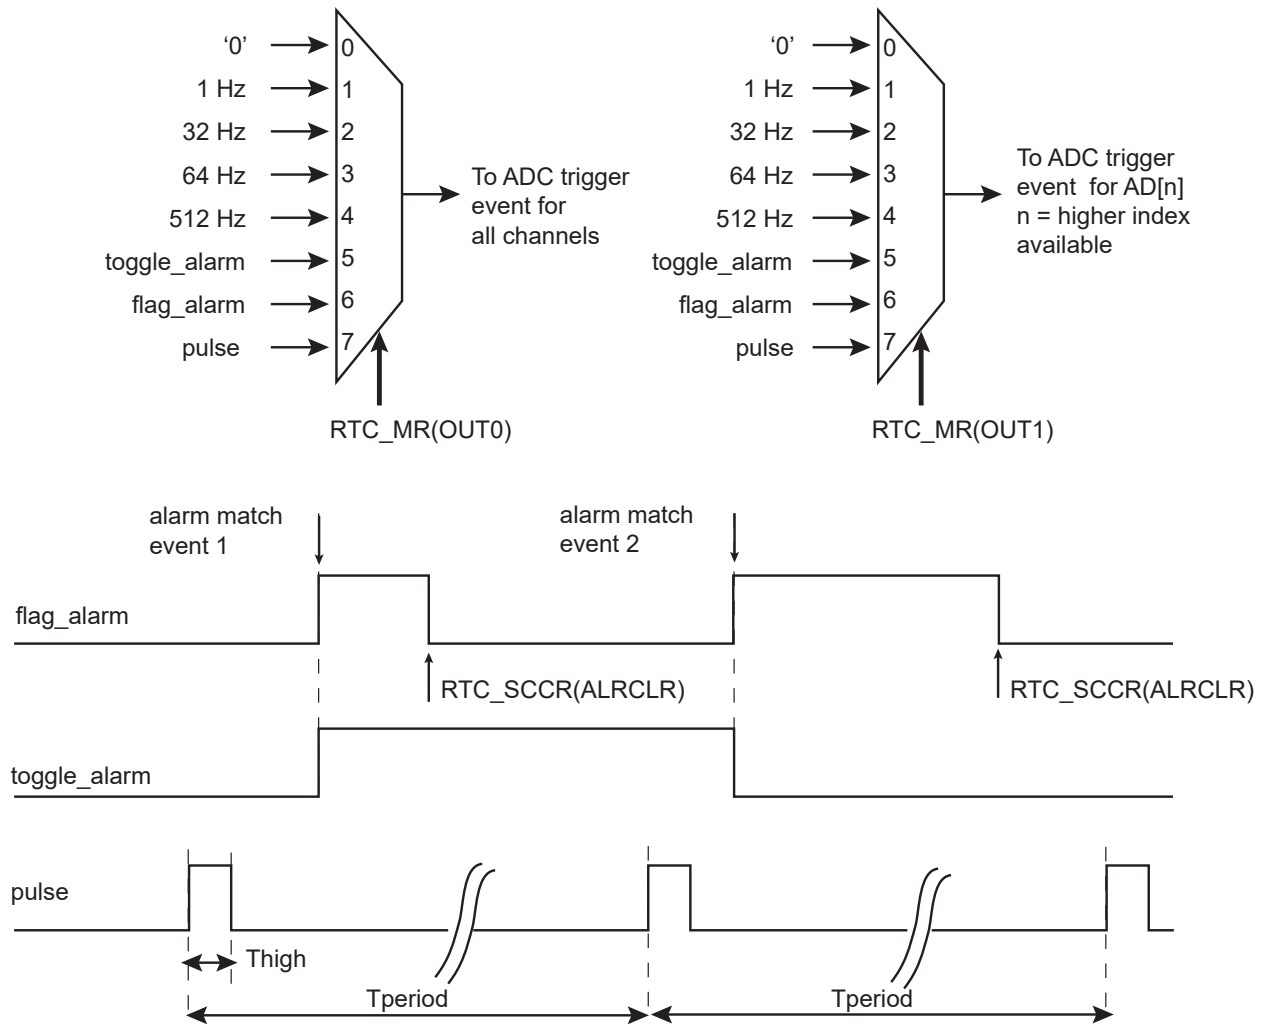 ‘0’ 0 ‘0’ 0
1 Hz 1 1 Hz 1
32 Hz 2 32 Hz 2
64 Hz 3 64 Hz 3
To ADC trigger
event for
all channels
To ADC trigger
event for AD[n]
n = higher index
available
512 Hz 4 512 Hz 4
toggle_alarm 5 toggle_alarm 5
flag_alarm 6 flag_alarm 6
pulse 7 pulse 7
RTC_MR(OUT0) RTC_MR(OUT1)
alarm match
event 1
alarm match
event 2
flag_alarm
RTC_SCCR(ALRCLR) RTC_SCCR(ALRCLR)
toggle_alarm
pulse
Thigh
Tperiod Tperiod